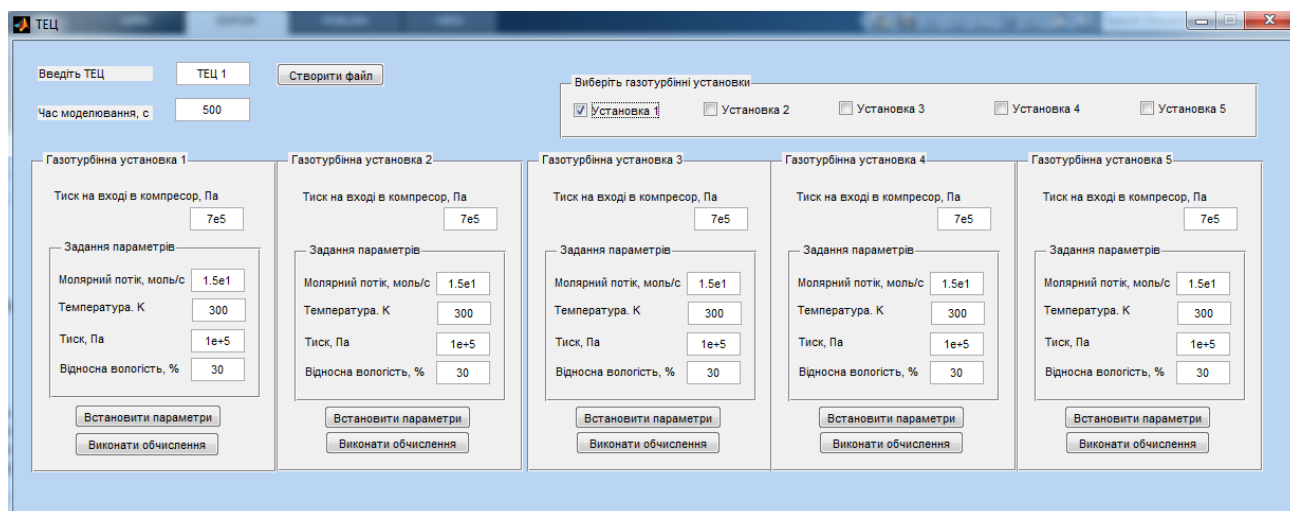 ТЕЦ
Введіть ТЕЦ
ТЕЦ 1
Створити файл
Час моделювання, с
500
Виберіть газотурбінні установки
Установка 1
Установка 2
Установка 3
Установка 4
Установка 5
Газотурбінна установка 1
Тиск на вході в компресор, Па
7e5
Задання параметрів
Молярний потік, моль/с
1.5e1
Температура. К
300
Тиск, Па
1e+5
Відносна вологість, %
30
Встановити параметри
Виконати обчислення
Газотурбінна установка 2
Тиск на вході в компресор, Па
7e5
Задання параметрів
Молярний потік, моль/с
1.5e1
Температура. К
300
Тиск, Па
1e+5
Відносна вологість, %
30
Встановити параметри
Виконати обчислення
Газотурбінна установка 3
Тиск на вході в компресор, Па
7e5
Задання параметрів
Молярний потік, моль/с
1.5e1
Температура. К
300
Тиск, Па
1e+5
Відносна вологість, %
30
Встановити параметри
Виконати обчислення
Газотурбінна установка 4
Тиск на вході в компресор, Па
7e5
Задання параметрів
Молярний потік, моль/с
1.5e1
Температура. К
300
Тиск, Па
1e+5
Відносна вологість, %
30
Встановити параметри
Виконати обчислення
Газотурбінна установка 5
Тиск на вході в компресор, Па
7e5
Задання параметрів
Молярний потік, моль/с
1.5e1
Температура. К
300
Тиск, Па
1e+5
Відносна вологість, %
30
Встановити параметри
Виконати обчислення